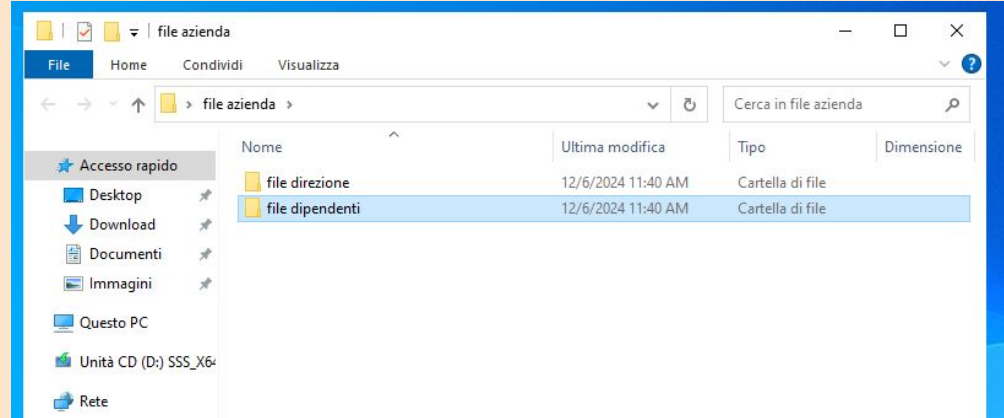 file azienda
File Home Condividi Visualizza
file azienda Cerca in file azienda
Nome Ultima modifica Tipo Dimensione
Accesso rapido
file direzione 12/6/2024 11:40 AM Cartella di file
Desktop
file dipendenti 12/6/2024 11:40 AM Cartella di file
Download
Documenti
Immagini
Questo PC
Unità CD (D:) SSS_X64
Rete